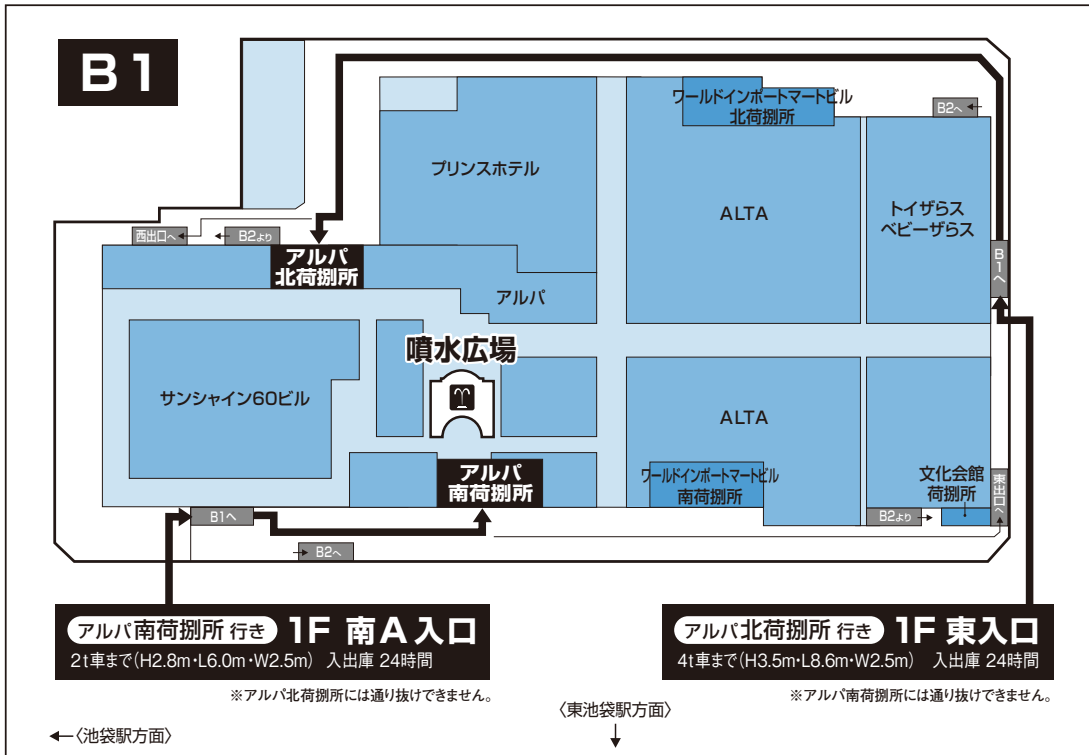 B1
ワールドインポートマートビル
北荷捌所
B2へ
プリンスホテル
ALTA
トイザらス
ベビーザらス
西出口へ
B2より
アルパ
北荷捌所
B1へ
アルパ
噴水広場
サンシャイン60ビル
ALTA
アルパ
南荷捌所
ワールドインポートマートビル
南荷捌所
文化会館
荷捌所
東出口へ
B1へ
B2より
B2へ
アルパ南荷捌所 行き 1F 南A入口
2t車まで(H2.8m・L6.0m・W2.5m) 入出庫 24時間
※アルパ北荷捌所には通り抜けできません。
アルパ北荷捌所 行き 1F 東入口
4t車まで(H3.5m・L8.6m・W2.5m) 入出庫 24時間
※アルパ南荷捌所には通り抜けできません。
〈池袋駅方面〉
〈東池袋駅方面〉